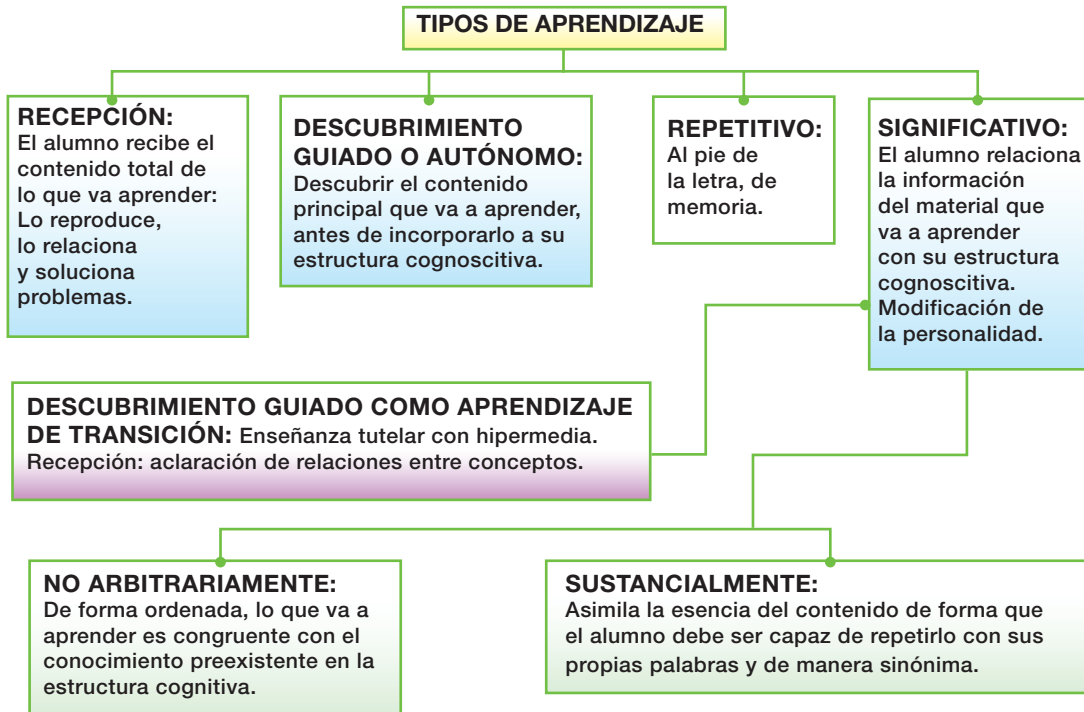 TIPOS DE APRENDIZAJE
RECEPCIÓN:
El alumno recibe el
contenido total de
lo que va aprender:
Lo reproduce,
lo relaciona
y soluciona
problemas.
DESCUBRIMIENTO
GUIADO O AUTÓNOMO:
Descubrir el contenido
principal que va a aprender,
antes de incorporarlo a su
estructura cognoscitiva.
REPETITIVO:
Al pie de
la letra, de
memoria.
SIGNIFICATIVO:
El alumno relaciona
la información
del material que
va a aprender
con su estructura
cognoscitiva.
Modificación de
la personalidad.
DESCUBRIMIENTO GUIADO COMO APRENDIZAJE
DE TRANSICIÓN: Enseñanza tutelar con hipermedia.
Recepción: aclaración de relaciones entre conceptos.
NO ARBITRARIAMENTE:
De forma ordenada, lo que va a
aprender es congruente con el
conocimiento preexistente en la
estructura cognitiva.
SUSTANCIALMENTE:
Asimila la esencia del contenido de forma que
el alumno debe ser capaz de repetirlo con sus
propias palabras y de manera sinónima.